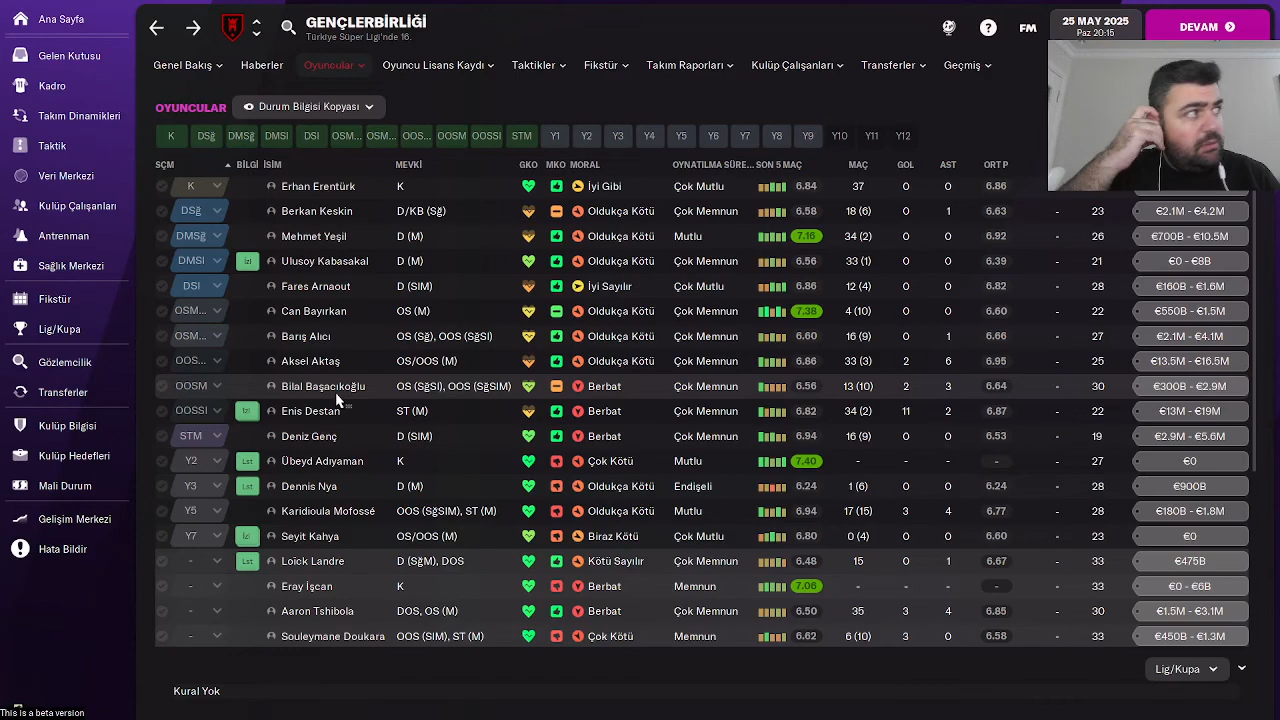 Ana Sayfa
Gelen Kutusu
Kadro
Takım Dinamikleri
Taktik
Veri Merkezi
Kulüp Çalışanları
Antrenman
Sağlık Merkezi
Fikstür
Lig/Kupa
Gözlemcilik
Transferler
Kulüp Bilgisi
Kulüp Hedefleri
Mali Durum
Gelişim Merkezi
Hata Bildir
This is a beta version
GENÇLERBİRLİĞİ
Türkiye Süper Lig'inde 16.
FM
25 MAY 2025
Paz 20:15
DEVAM
Genel Bakış Haberler Oyuncular Oyuncu Lisans Kaydı Taktikler Fikstür Takım Raporları Kulüp Çalışanları Transferler Geçmiş
OYUNCULAR Durum Bilgisi Kopyası
K DSğ DMSğ DMSI DSI OSM... OSM... OOS... OOSM OOSSI STM Y1 Y2 Y3 Y4 Y5 Y6 Y7 Y8 Y9 Y10 Y11 Y12
SÇM BİLGI İSİM MEVKİ GKO MKO MORAL OYNATILMA SÜRE... SON 5 MAÇ MAÇ GOL AST ORT P
K Erhan Erentürk K İyi Gibi Çok Mutlu 6.84 37 0 0 6.86
DSğ Berkan Keskin D/KB (Sğ) Oldukça Kötü Çok Memnun 6.58 18 (6) 0 1 6.63 - 23 €2.1M - €4.2M
DMSğ Mehmet Yeşil D (M) Oldukça Kötü Mutlu 7.16 34 (2) 0 0 6.92 - 26 €700B - €10.5M
DMSI İzl Ulusoy Kabasakal D (M) Oldukça Kötü Çok Memnun 6.56 33 (1) 0 0 6.39 - 21 €0 - €8B
DSI Fares Arnaout D (SIM) İyi Sayılır Çok Mutlu 6.86 12 (4) 0 0 6.82 - 28 €160B - €1.6M
OSM... Can Bayırkan OS (M) Oldukça Kötü Çok Memnun 7.38 4 (10) 0 0 6.60 - 22 €550B - €1.5M
OSM... Barış Alıcı OS (Sğ), OOS (SğSI) Oldukça Kötü Çok Memnun 6.60 16 (9) 0 1 6.66 - 27 €2.1M - €4.1M
OOS... Aksel Aktaş OS/OOS (M) Oldukça Kötü Çok Memnun 6.86 33 (3) 2 6 6.95 - 25 €13.5M - €16.5M
OOSM Bilal Başacıkoğlu OS (SğSI), OOS (SğSIM) Berbat Çok Memnun 6.56 13 (10) 2 3 6.64 - 30 €300B - €2.9M
OOSSI İzl Enis Destan ST (M) Berbat Çok Memnun 6.82 34 (2) 11 2 6.87 - 22 €13M - €19M
STM Deniz Genç D (SIM) Berbat Çok Memnun 6.94 16 (9) 0 0 6.53 - 19 €2.9M - €5.6M
Y2 Lst Übeyd Adıyaman K Çok Kötü Mutlu 7.40 - - - - - 27 €0
Y3 Lst Dennis Nya D (M) Oldukça Kötü Endişeli 6.24 1 (6) 0 0 6.77 - 28 €900B
Y5 Karidioula Mofossé OOS (SğSIM), ST (M) Oldukça Kötü Mutlu 6.94 17 (15) 3 4 6.77 - 28 €180B - €1.8M
Y7 İzl Seyit Kahya OS/OOS (M) Biraz Kötü Mutlu 6.80 0 (4) 0 0 6.60 - 23 €0
- Lst Loïck Landre D (SğM), DOS Kötü Sayılır Çok Memnun 6.48 15 0 1 6.67 - 33 €475B
- Eray İşcan K Berbat Memnun 7.06 - - - - - 33 €0 - €6B
- Aaron Tshibola DOS, OS (M) Berbat Çok Memnun 6.50 35 3 4 6.85 - 30 €1.5M - €3.1M
- Souleymane Doukara OOS (SIM), ST (M) Çok Kötü Memnun 6.62 6 (10) 3 0 6.58 - 33 €450B - €1.3M
Lig/Kupa
Kural Yok